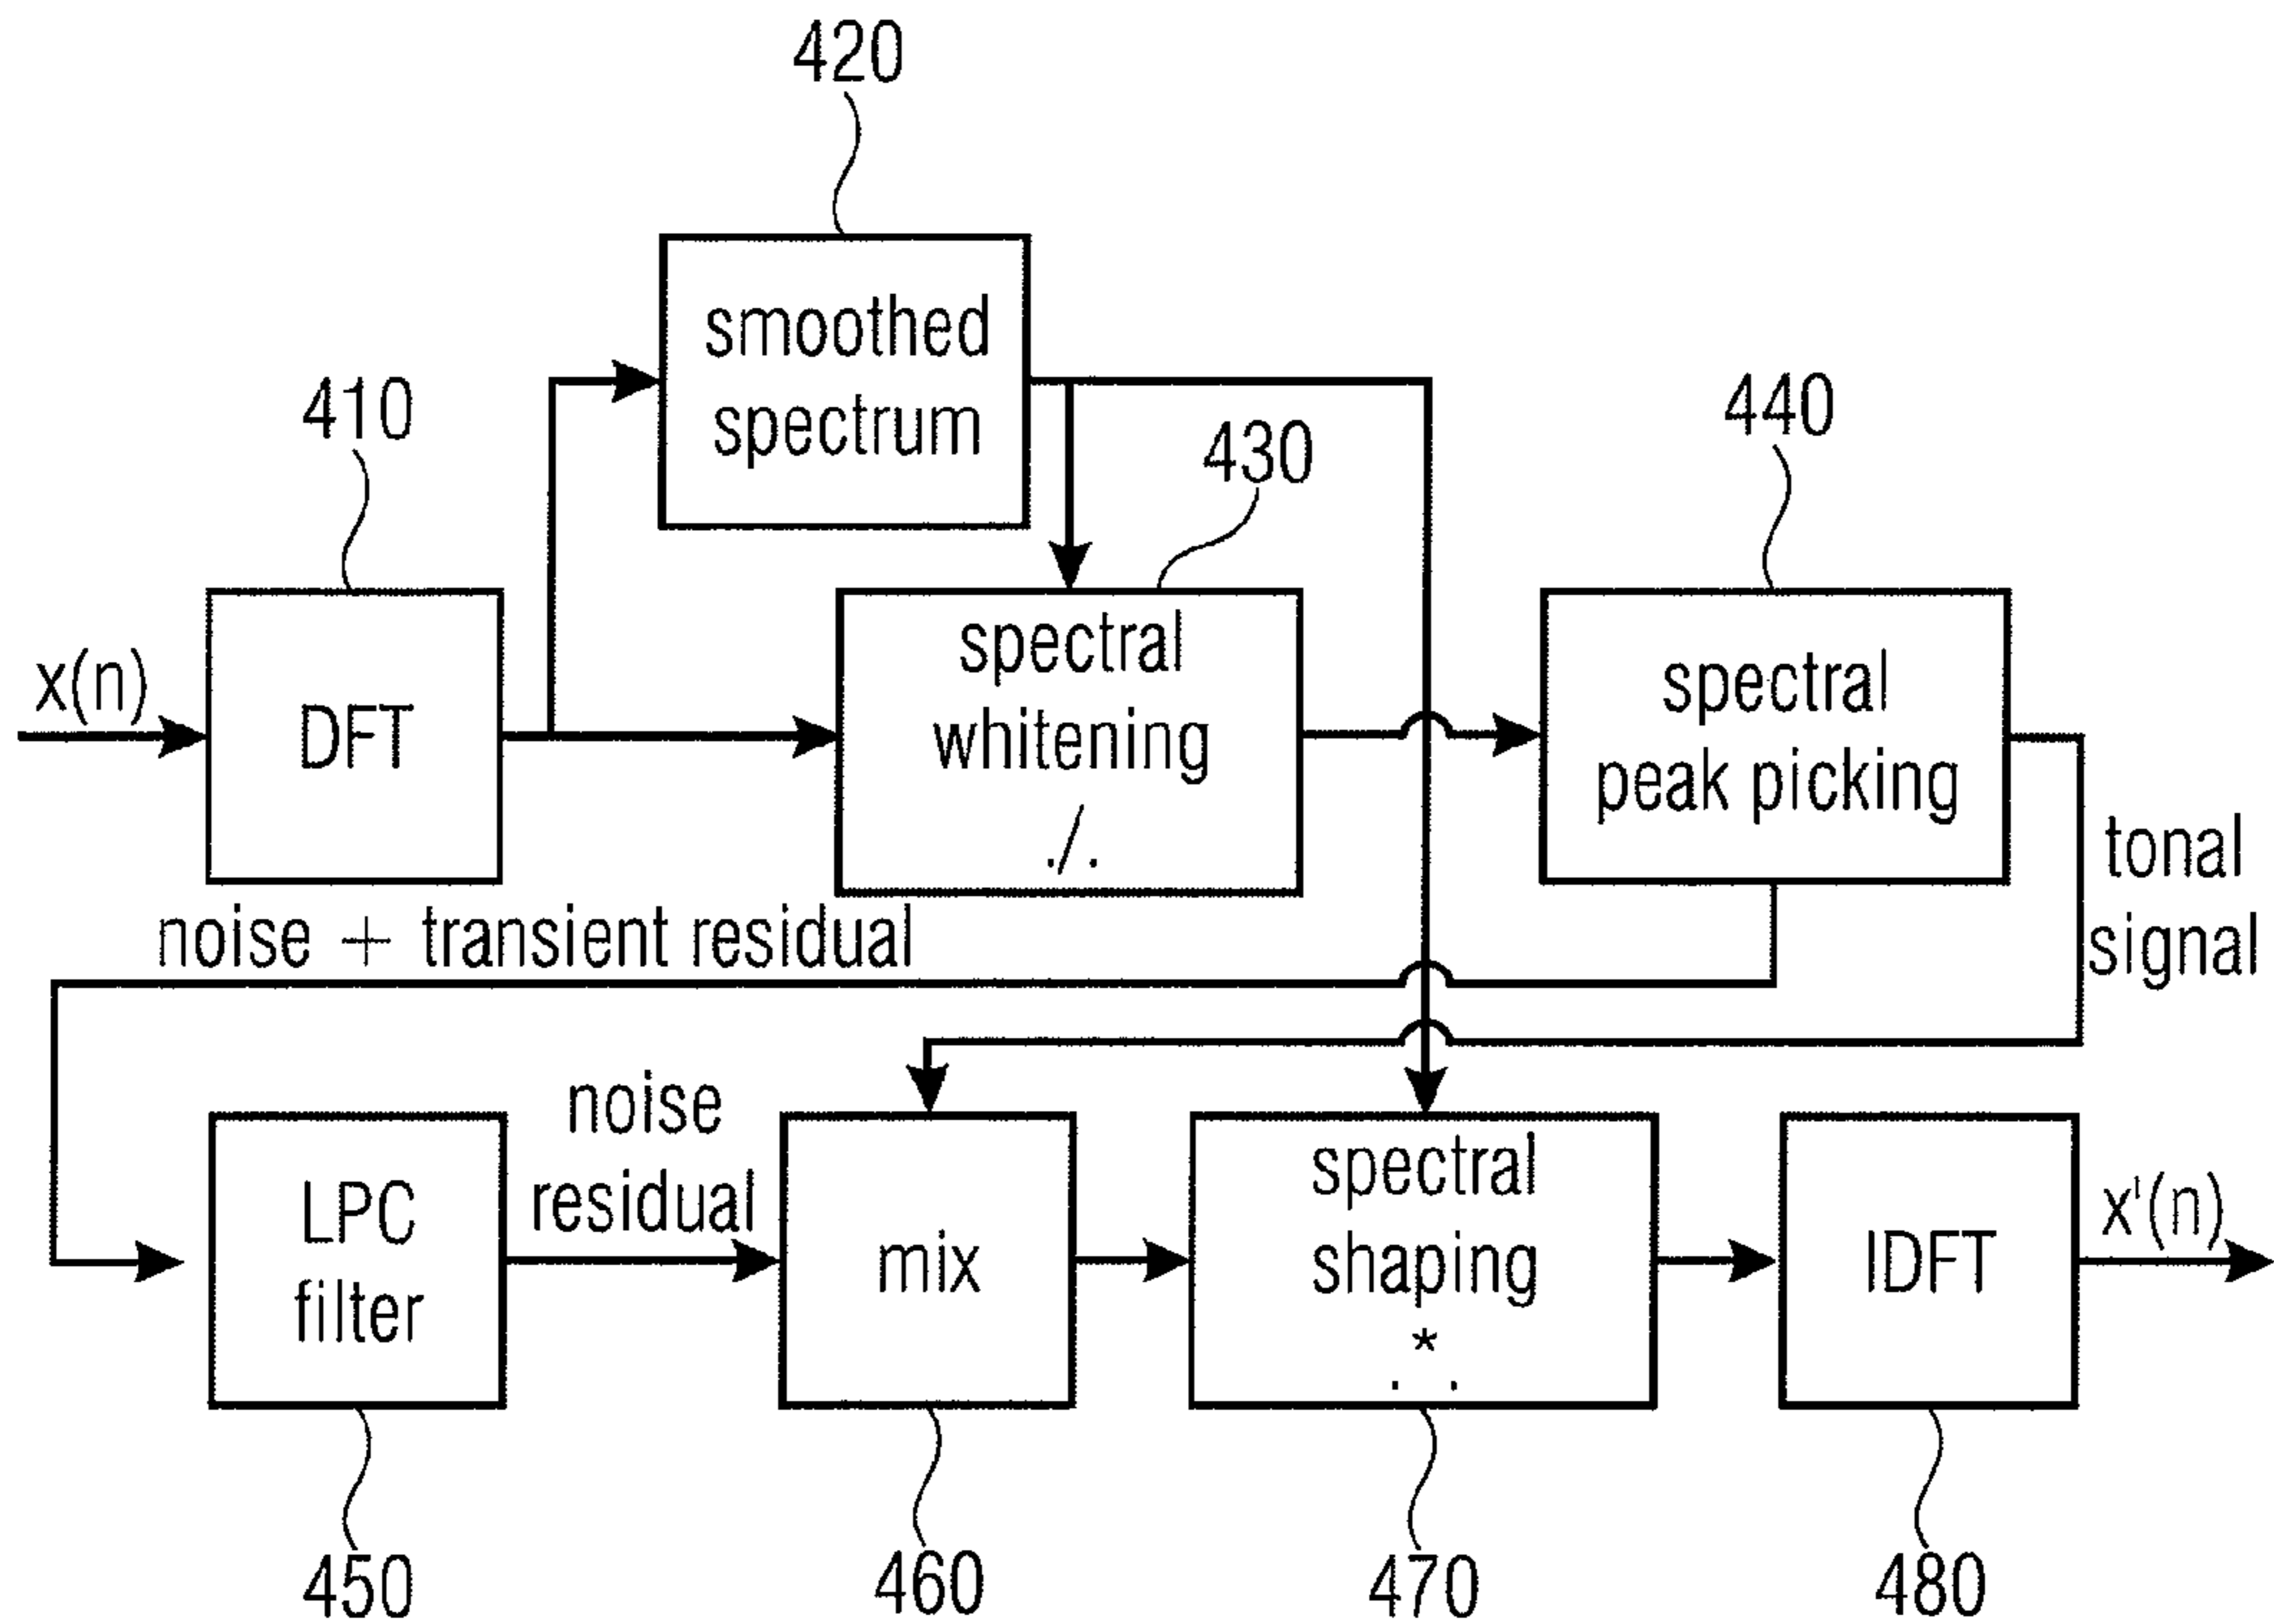 420
smoothed
spectrum
410
430
440
x(n)
DFT
spectral
whitening
./.
spectral
peak picking
tonal
signal
noise + transient residual
noise
residual
LPC
filter
mix
spectral
shaping
. * .
IDFT
x'(n)
450
460
470
480